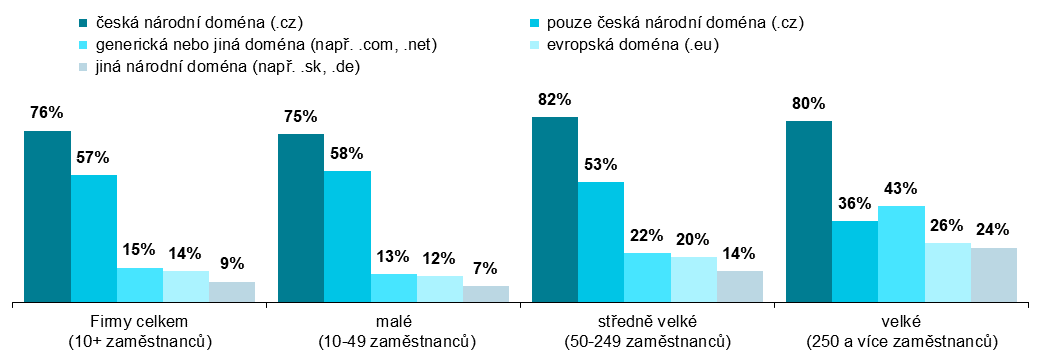 česká národní doména (.cz)
pouze česká národní doména (.cz)
generická nebo jiná doména (např. .com, .net)
evropská doména (.eu)
jiná národní doména (např. .sk, .de)
76%
57%
15%
14%
9%
75%
58%
13%
12%
7%
82%
53%
22%
20%
14%
80%
36%
43%
26%
24%
Firmy celkem
(10+ zaměstnanců)
malé
(10-49 zaměstnanců)
středně velké
(50-249 zaměstnanců)
velké
(250 a více zaměstnanců)